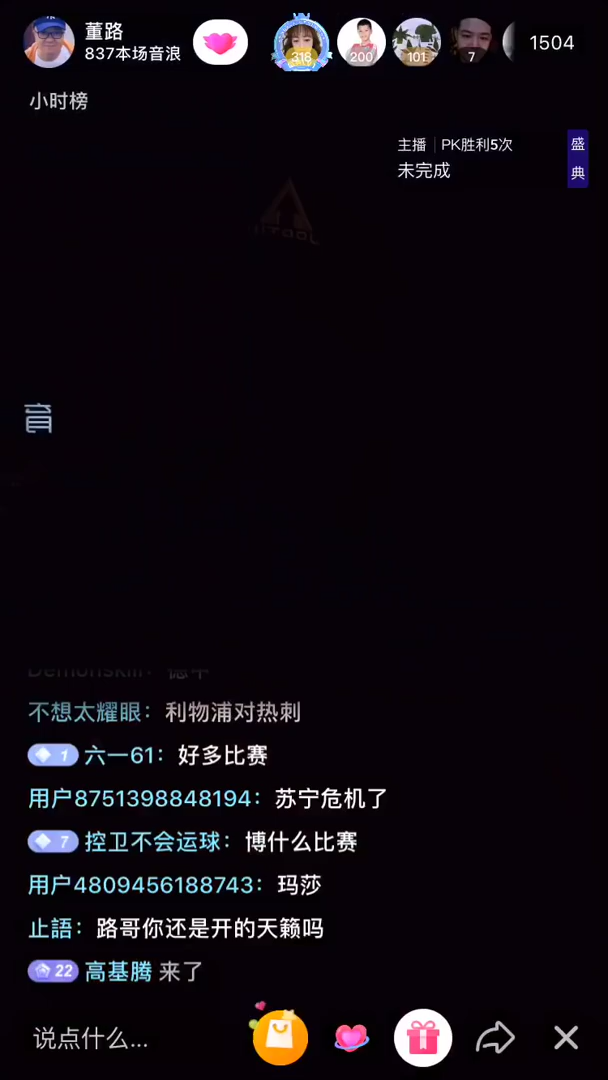 董路
837本场音浪
318
200
101
7
1504
小时榜
主播 | PK胜利5次
未完成
盛典
育
Demonskill: 德甲
不想太耀眼：利物浦对热刺
1 六一61：好多比赛
用户8751398848194：苏宁危机了
7 控卫不会运球：博什么比赛
用户4809456188743：玛莎
止語：路哥你还是开的天籁吗
22 高基腾 来了
说点什么...